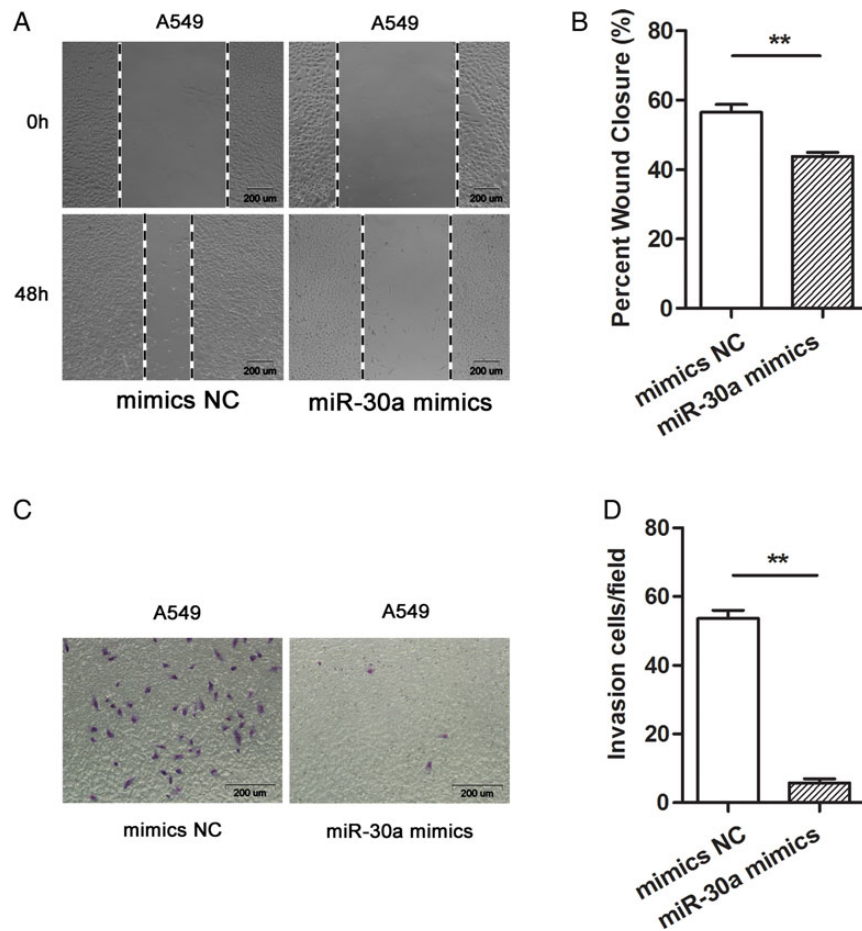 A
A549
A549
0h
200 um
200 um
48h
200 um
200 um
mimics NC
miR-30a mimics
B
Percent Wound Closure (%)
80
60
40
20
0
**
mimics NC
miR-30a mimics
C
A549
A549
200 um
200 um
mimics NC
miR-30a mimics
D
Invasion cells/field
80
60
40
20
0
**
mimics NC
miR-30a mimics